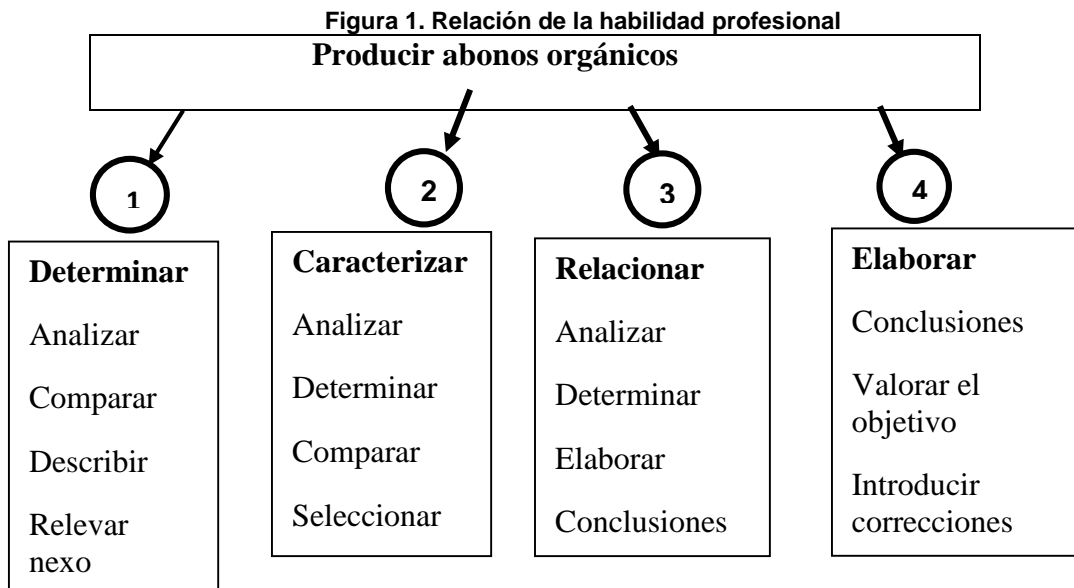 Figura 1. Relación de la habilidad profesional
Producir abonos orgánicos
1
2
3
4
Determinar
Analizar
Comparar
Describir
Relevar
nexo
Caracterizar
Analizar
Determinar
Comparar
Seleccionar
Relacionar
Analizar
Determinar
Elaborar
Conclusiones
Elaborar
Conclusiones
Valorar el
objetivo
Introducir
correcciones